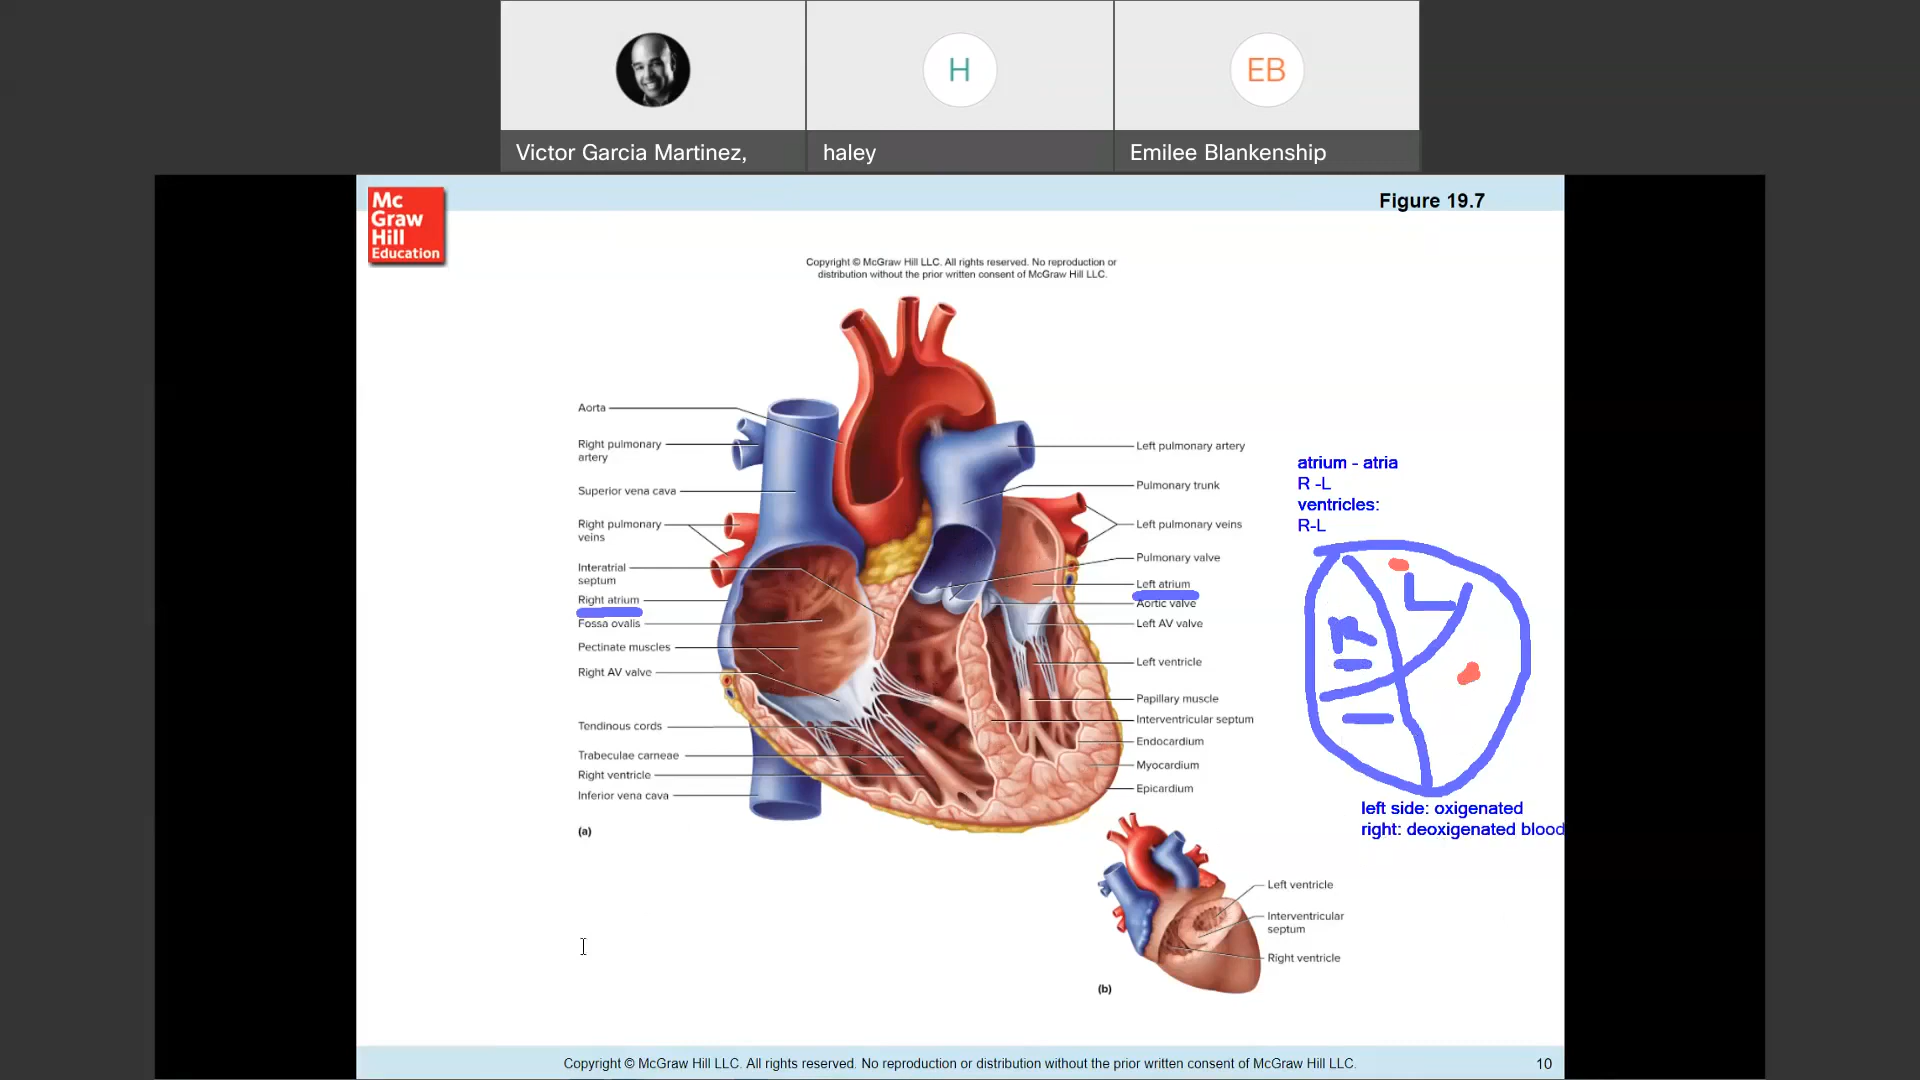 H
EB
Victor Garcia Martinez,
haley
Emilee Blankenship
Mc
Graw
Hill
Education
Figure 19.7
Copyright © McGraw Hill LLC. All rights reserved. No reproduction or
distribution without the prior written consent of McGraw Hill LLC.
Aorta
Right pulmonary
artery
Superior vena cava
Right pulmonary
veins
Interatrial
septum
Right atrium
Fossa ovalis
Pectinate muscles
Right AV valve
Tendinous cords
Trabeculae carneae
Right ventricle
Inferior vena cava
(a)
Left pulmonary artery
Pulmonary trunk
Left pulmonary veins
Pulmonary valve
Left atrium
Aortic valve
Left AV valve
Left ventricle
Papillary muscle
Interventricular septum
Endocardium
Myocardium
Epicardium
atrium - atria
R -L
ventricles:
R-L
R
L
left side: oxigenated
right: deoxigenated blood
Left ventricle
Interventricular
septum
Right ventricle
(b)
Copyright © McGraw Hill LLC. All rights reserved. No reproduction or distribution without the prior written consent of McGraw Hill LLC.
10